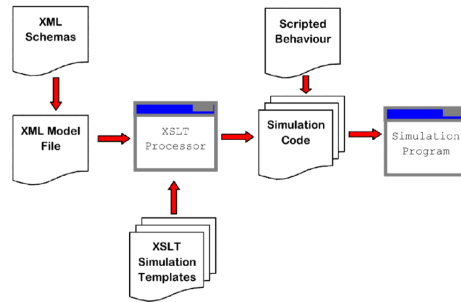 XML
Schemas
Scripted
Behaviour
XML Model
File
XSLT
Processor
Simulation
Code
Simulation
Program
XSLT
Simulation
Templates